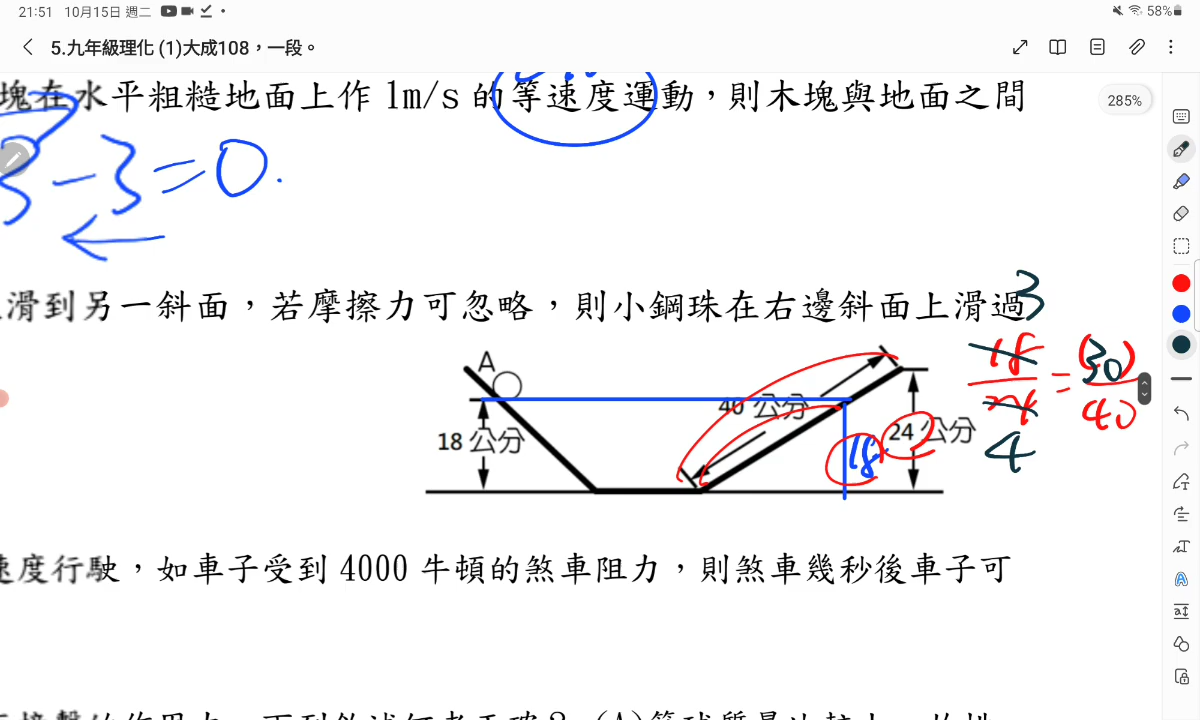 21:51 10月15日 週二 58%
5.九年級理化 (1)大成108，一段。
塊在水平粗糙地面上作 1m/s 的等速度運動，則木塊與地面之間
285%
3-3=0.
滑到另一斜面，若摩擦力可忽略，則小鋼珠在右邊斜面上滑過
3
18 = (30)
24 40
4
A
40 公分
18 公分
18
24 公分
速度行駛，如車子受到 4000 牛頓的煞車阻力，則煞車幾秒後車子可